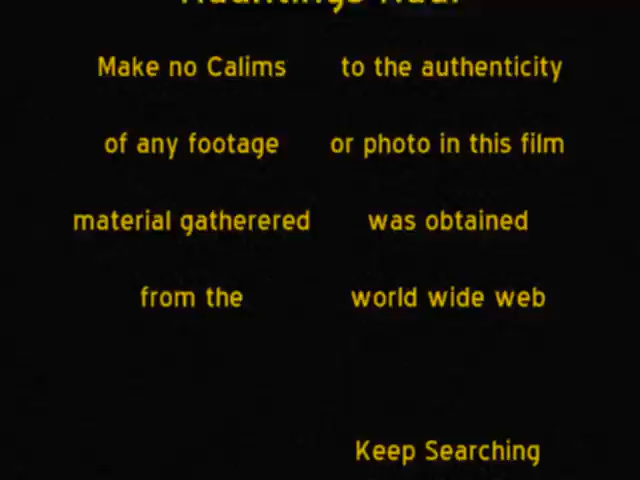 Make no Calims to the authenticity
of any footage or photo in this film
material gatherered was obtained
from the world wide web
Keep Searching